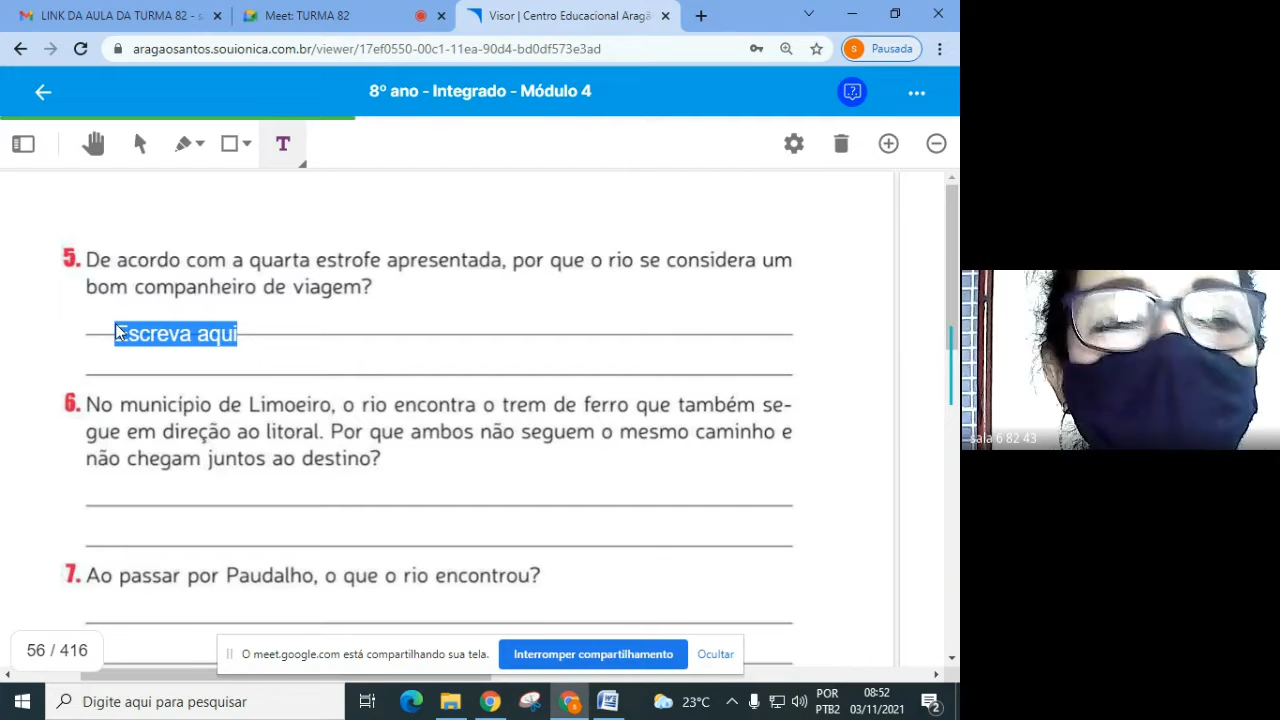 LINK DA AULA DA TURMA 82 - s
Meet: TURMA 82
Visor | Centro Educacional Aragã
aragaosantos.souionica.com.br/viewer/17ef0550-00c1-11ea-90d4-bd0df573e3ad
S
Pausada
8º ano - Integrado - Módulo 4
T
5. De acordo com a quarta estrofe apresentada, por que o rio se considera um
bom companheiro de viagem?
Escreva aqui
6. No município de Limoeiro, o rio encontra o trem de ferro que também se-
gue em direção ao litoral. Por que ambos não seguem o mesmo caminho e
não chegam juntos ao destino?
7. Ao passar por Paudalho, o que o rio encontrou?
56 / 416
O meet.google.com está compartilhando sua tela.
Interromper compartilhamento
Ocultar
sala 6 82 43
Digite aqui para pesquisar
23°C
POR
PTB2
08:52
03/11/2021
2